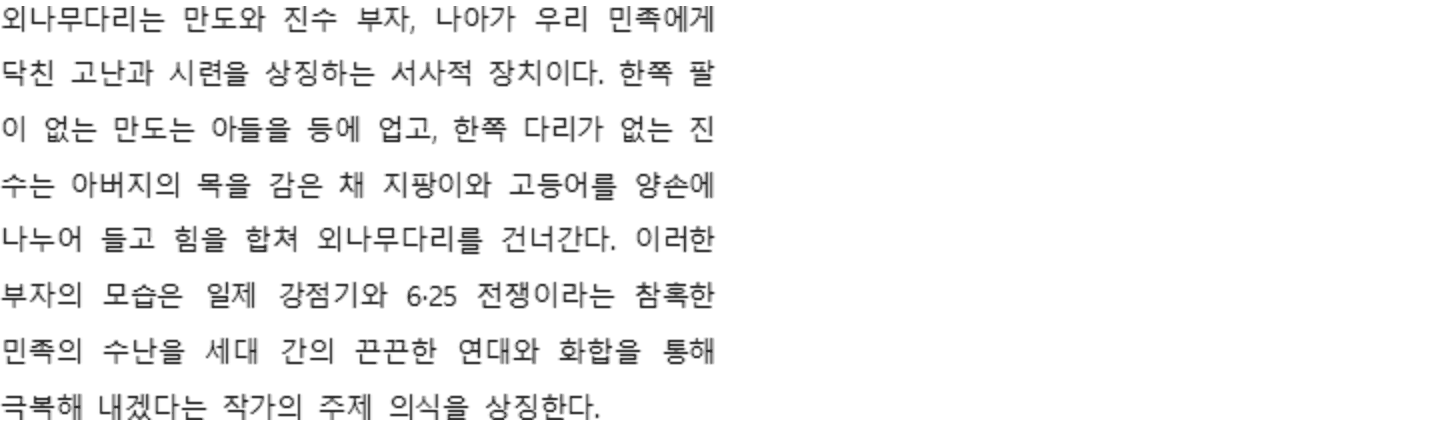 외나무다리는 만도와 진수 부자, 나아가 우리 민족에게
닥친 고난과 시련을 상징하는 서사적 장치이다. 한쪽 팔
이 없는 만도는 아들을 등에 업고, 한쪽 다리가 없는 진
수는 아버지의 목을 감은 채 지팡이와 고등어를 양손에
나누어 들고 힘을 합쳐 외나무다리를 건너간다. 이러한
부자의 모습은 일제 강점기와 6·25 전쟁이라는 참혹한
민족의 수난을 세대 간의 끈끈한 연대와 화합을 통해
극복해 내겠다는 작가의 주제 의식을 상징한다.